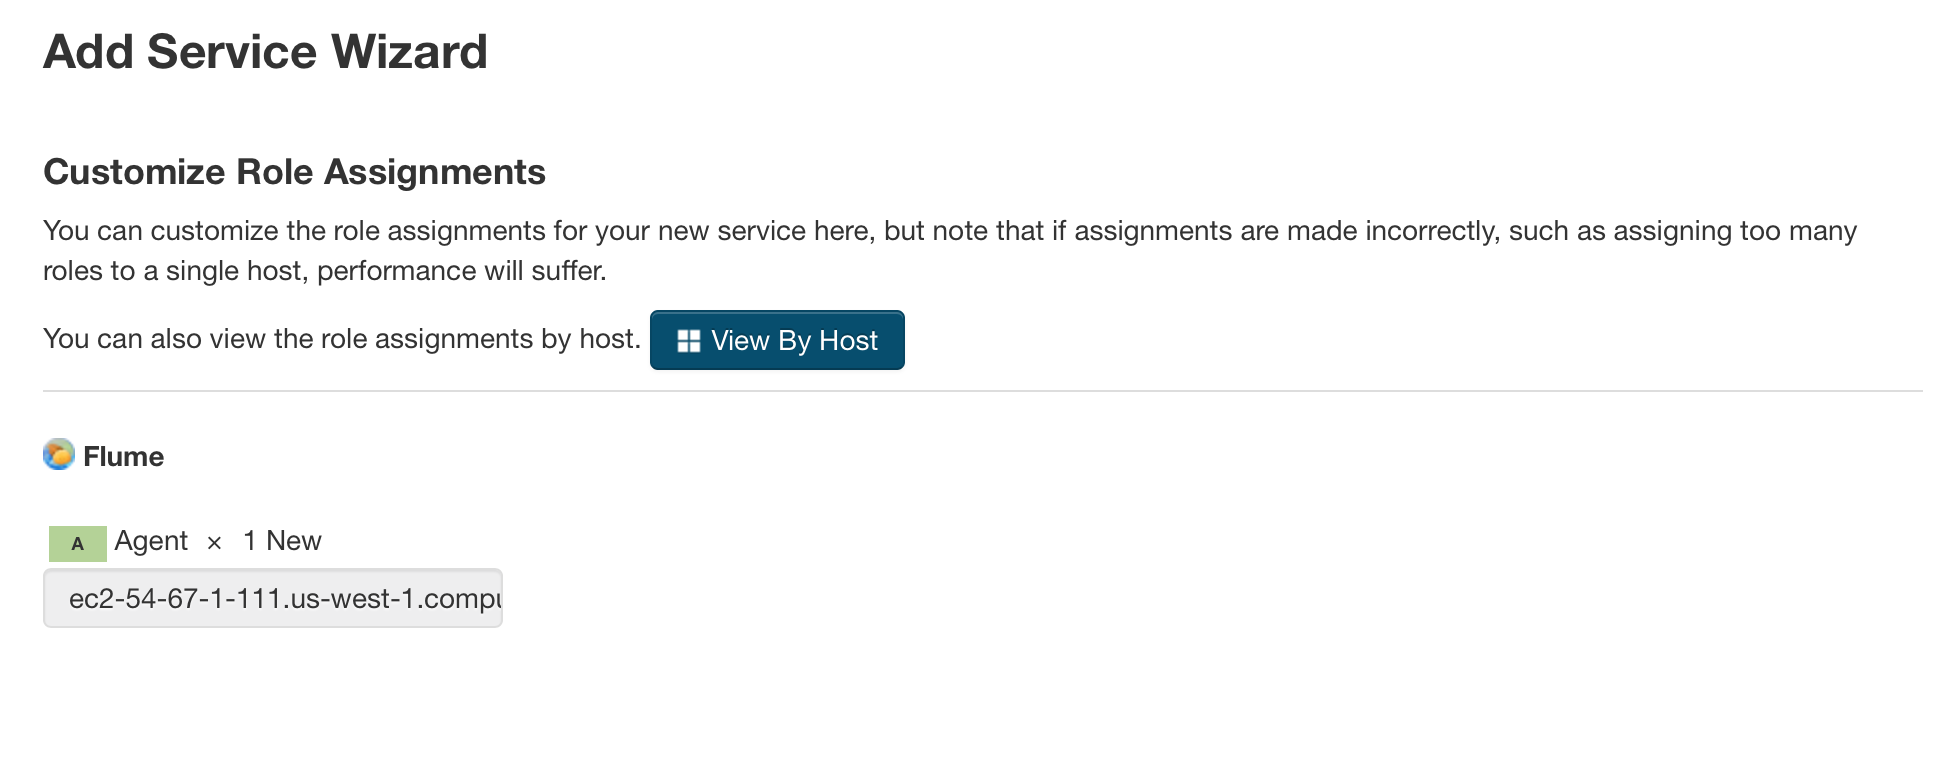 Add Service Wizard
Customize Role Assignments
You can customize the role assignments for your new service here, but note that if assignments are made incorrectly, such as assigning too many
roles to a single host, performance will suffer.
You can also view the role assignments by host. View By Host
Flume
A Agent × 1 New
ec2-54-67-1-111.us-west-1.compu